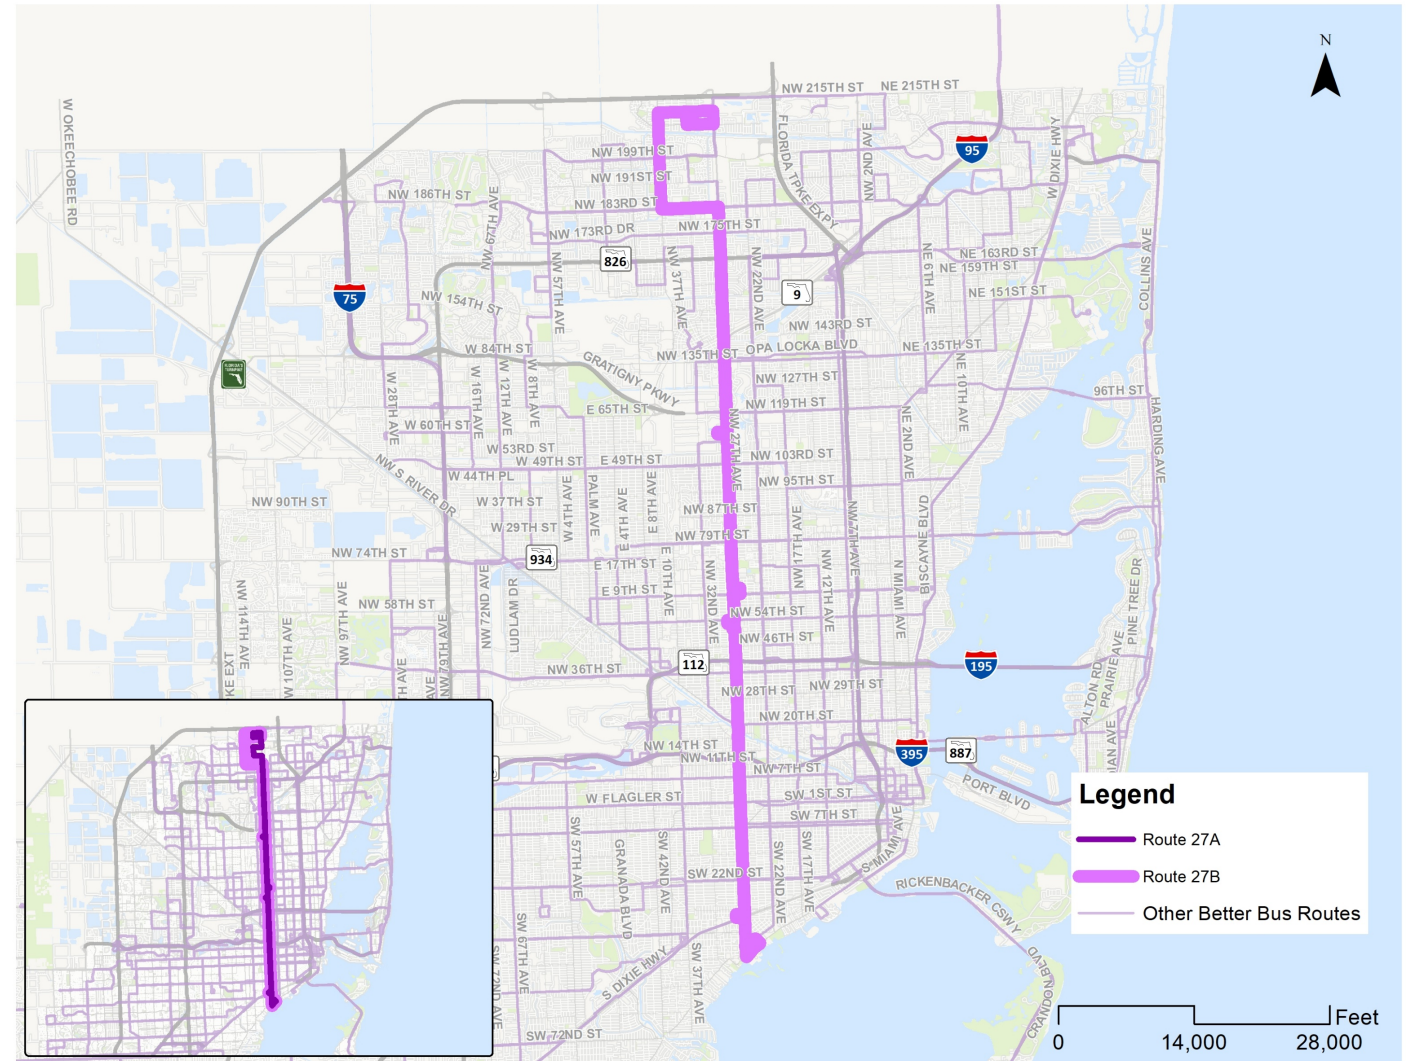 N
NW 215TH ST
NE 215TH ST
W OKEECHOBEE RD
FLORIDA TPKE EXPY
NW 2ND AVE
W DIXIE HWY
95
NW 199TH ST
NW 191ST ST
NW 186TH ST
NW 183RD ST
NW 67TH AVE
NW 175TH ST
NW 173RD DR
826
NW 57TH AVE
NW 37TH AVE
NW 22ND AVE
NE 6TH AVE
NE 163RD ST
NE 159TH ST
COLLINS AVE
75
9
NE 151ST ST
NW 154TH ST
NW 143RD ST
W 84TH ST
NW 135TH ST
OPA LOCKA BLVD
NE 135TH ST
GRATIGNY PKWY
W 28TH AVE
W 16TH AVE
W 12TH AVE
W 8TH AVE
NW 127TH ST
NE 10TH AVE
96TH ST
E 65TH ST
NW 119TH ST
HARDING AVE
W 60TH ST
NW 27TH AVE
NE 2ND AVE
W 53RD ST
W 49TH ST
E 49TH ST
NW 103RD ST
NW S RIVER DR
W 44TH PL
NW 95TH ST
NW 90TH ST
W 37TH ST
W 4TH AVE
PALM AVE
E 4TH AVE
E 8TH AVE
NW 87TH ST
NW 17TH AVE
NW 7TH AVE
BISCAYNE BLVD
W 29TH ST
NW 79TH ST
NW 74TH ST
934
E 17TH ST
E 10TH AVE
NW 32ND AVE
NW 12TH AVE
N MIAMI AVE
PINE TREE DR
NW 114TH AVE
NW 97TH AVE
NW 58TH ST
NW 72ND AVE
LUDLAM DR
E 9TH ST
NW 54TH ST
NW 107TH AVE
NW 79TH AVE
NW 46TH ST
112
195
NW 36TH ST
ALTON RD
PRAIRIE AVE
NW 28TH ST
NW 29TH ST
NW 20TH ST
NW 14TH ST
NW 11TH ST
NW 7TH ST
395
887
PORT BLVD
W FLAGLER ST
SW 1ST ST
SW 7TH ST
SW 57TH AVE
GRANADA BLVD
SW 42ND AVE
SW 22ND ST
SW 22ND AVE
SW 17TH AVE
S MIAMI AVE
RICKENBACKER CSWY
SW 67TH AVE
SW 72ND AVE
S DIXIE HWY
SW 37TH AVE
CRANDON BLVD
SW 72ND ST
Legend
Route 27A
Route 27B
Other Better Bus Routes
Feet
0
14,000
28,000